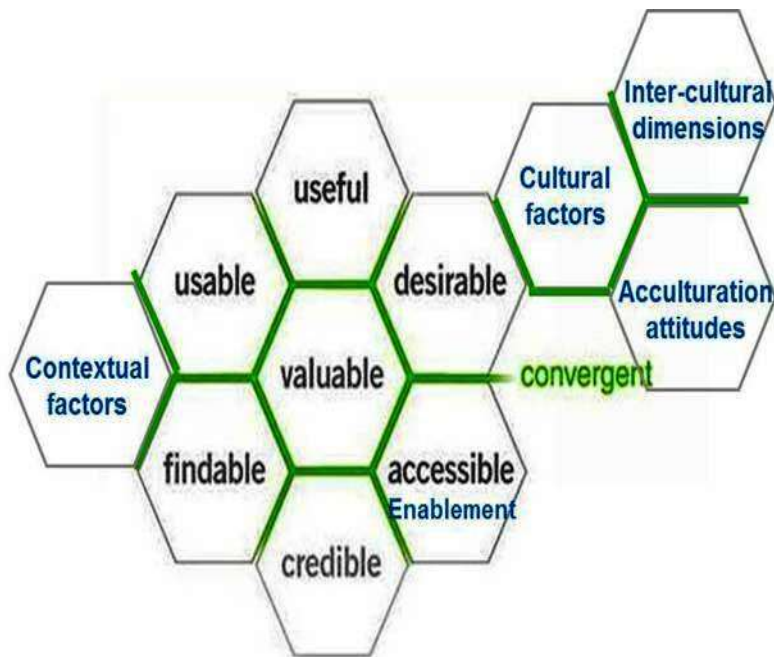 Inter-cultural
dimensions
useful
Cultural
factors
usable
desirable
Acculturation
attitudes
Contextual
factors
valuable
convergent
findable
accessible
Enablement
credible